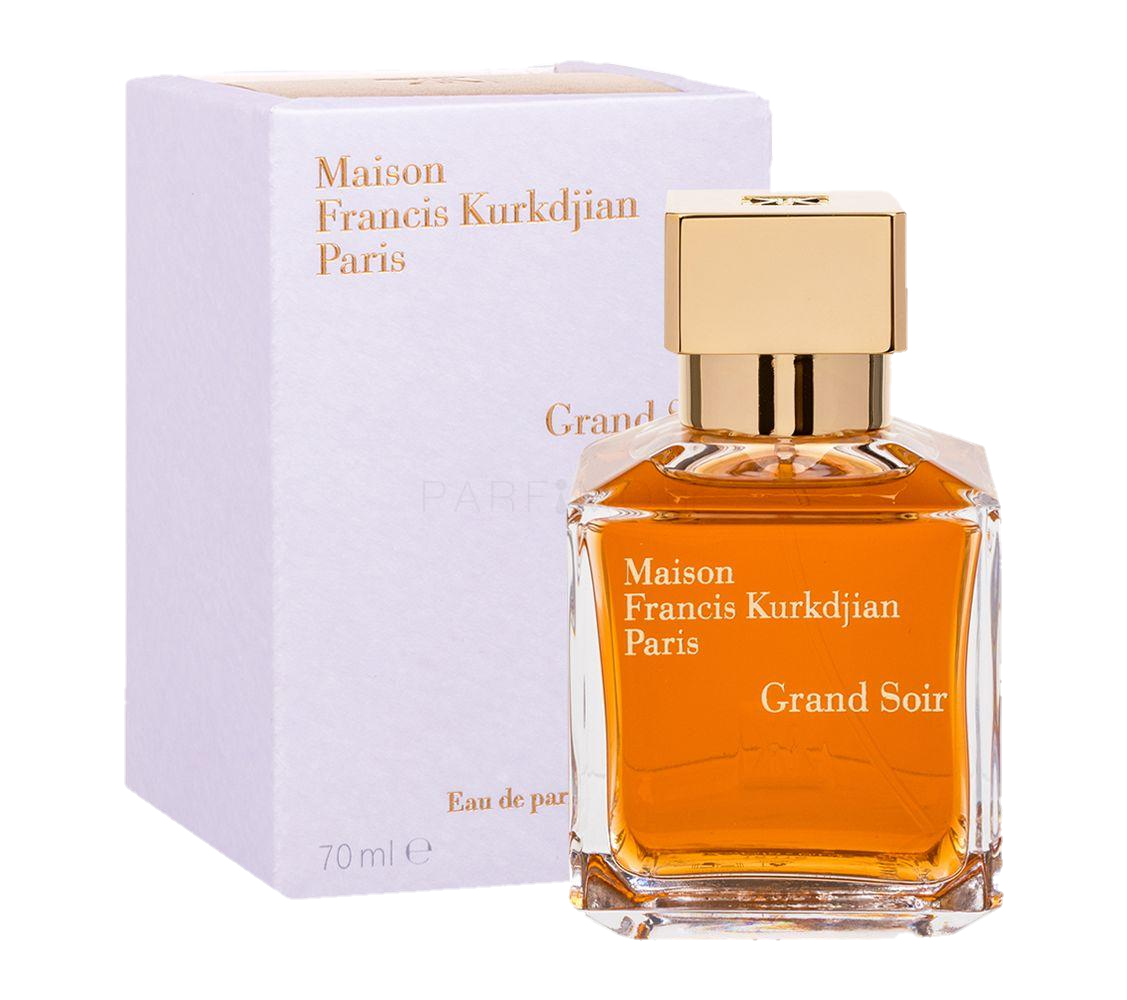 Maison
Francis Kurkdjian
Paris
Grand
Eau de par
70 ml ℮
Maison
Francis Kurkdjian
Paris
Grand Soir